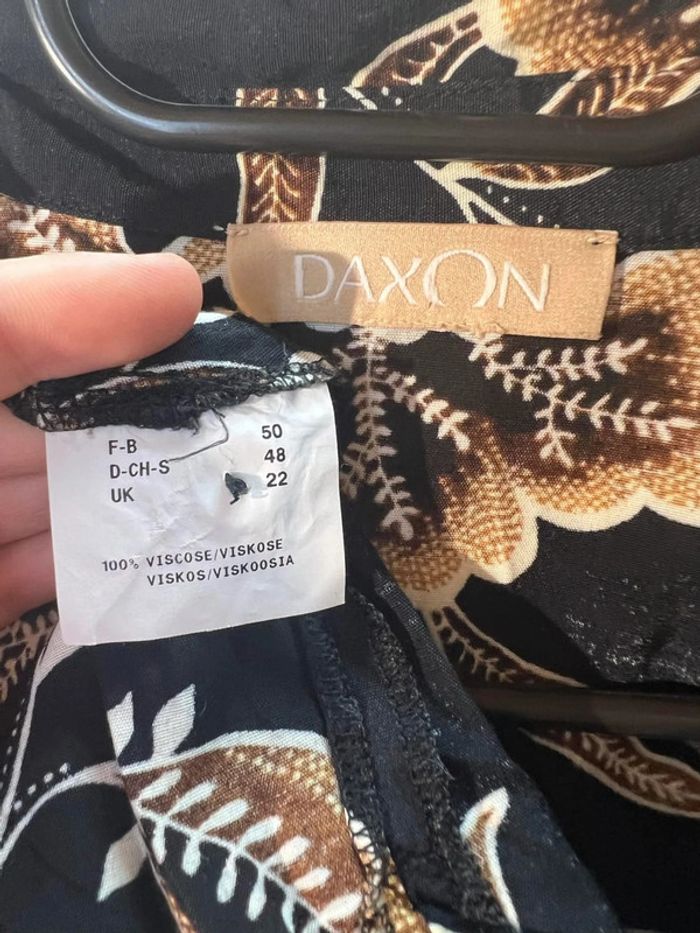 DAXON
F-B 50
D-CH-S 48
UK 22
100% VISCOSE/VISKOSE
VISKOS/VISKOOSIA